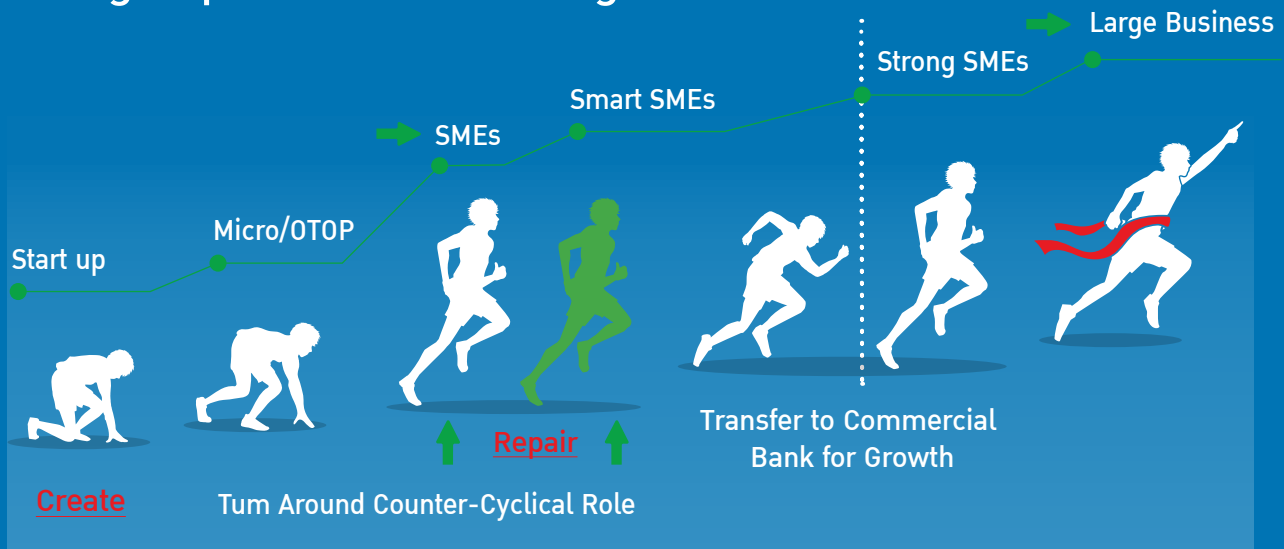 Large Business
Strong SMEs
Smart SMEs
SMEs
Micro/OTOP
Start up
Transfer to Commercial
Bank for Growth
Repair
Create
Tum Around Counter-Cyclical Role